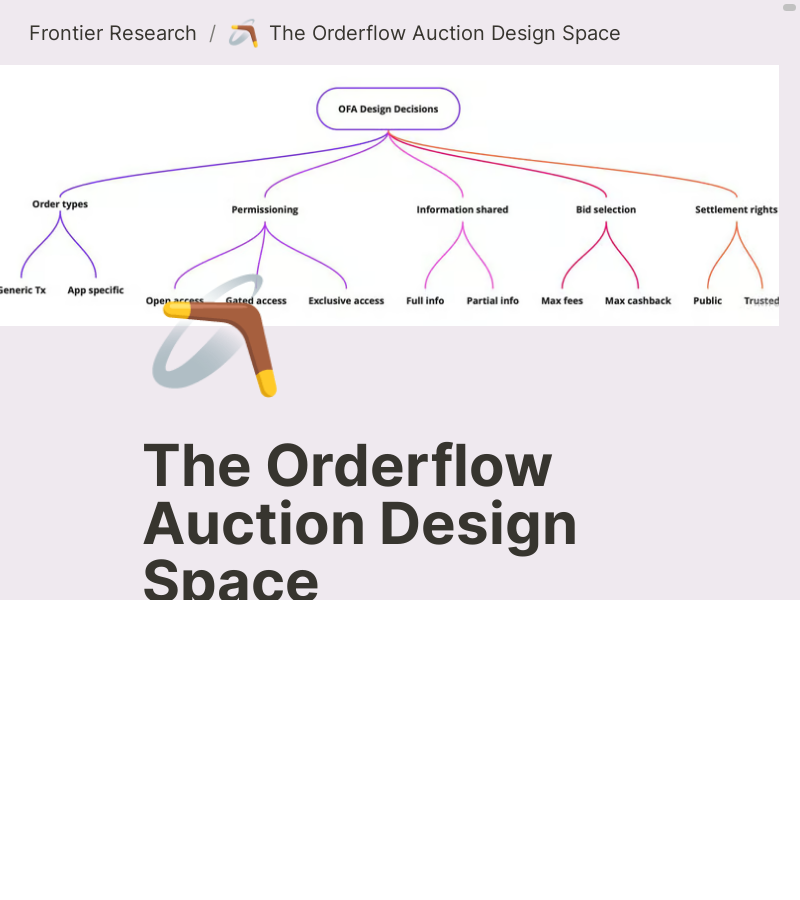 Frontier Research / The Orderflow Auction Design Space
OFA Design Decisions
Order types
Permissioning
Information shared
Bid selection
Settlement rights
Generic Tx
App specific
Open access
Gated access
Exclusive access
Full info
Partial info
Max fees
Max cashback
Public
Trusted
The Orderflow
Auction Design
Space